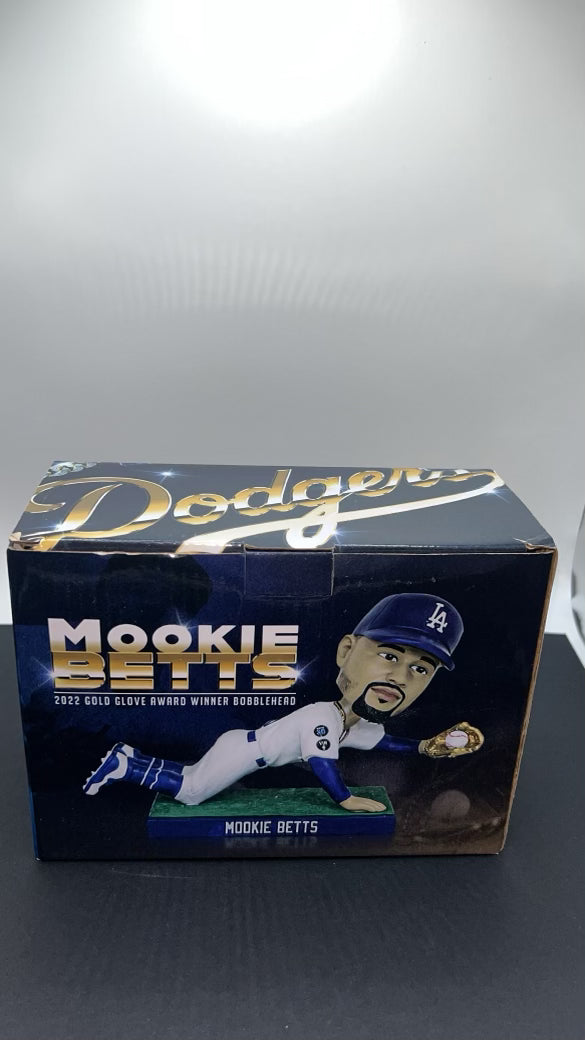 Dodgers
MOOKIE
BETTS
2022 GOLD GLOVE AWARD WINNER BOBBLEHEAD
LA
MOOKIE BETTS